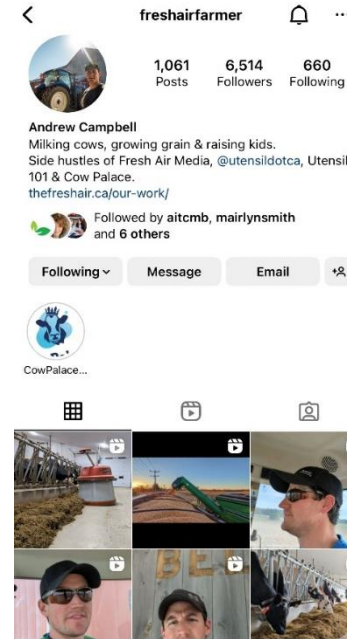 freshairfarmer
1,061 6,514 660
Posts Followers Following
Andrew Campbell
Milking cows, growing grain & raising kids.
Side hustles of Fresh Air Media, @utensildotca, Utensil
101 & Cow Palace.
thefreshair.ca/our-work/
Followed by aitcmb, mairlynsmith
and 6 others
Following Message Email
CowPalace...
BE